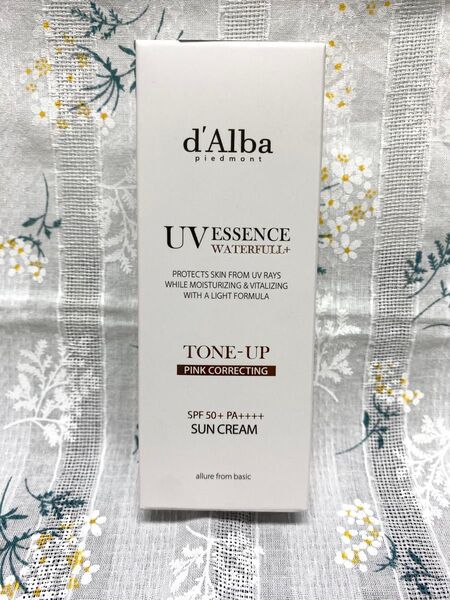 d'Alba
piedmont
UV ESSENCE
WATERFULL+
PROTECTS SKIN FROM UV RAYS
WHILE MOISTURIZING & VITALIZING
WITH A LIGHT FORMULA
TONE-UP
PINK CORRECTING
SPF 50+ PA++++
SUN CREAM
allure from basic